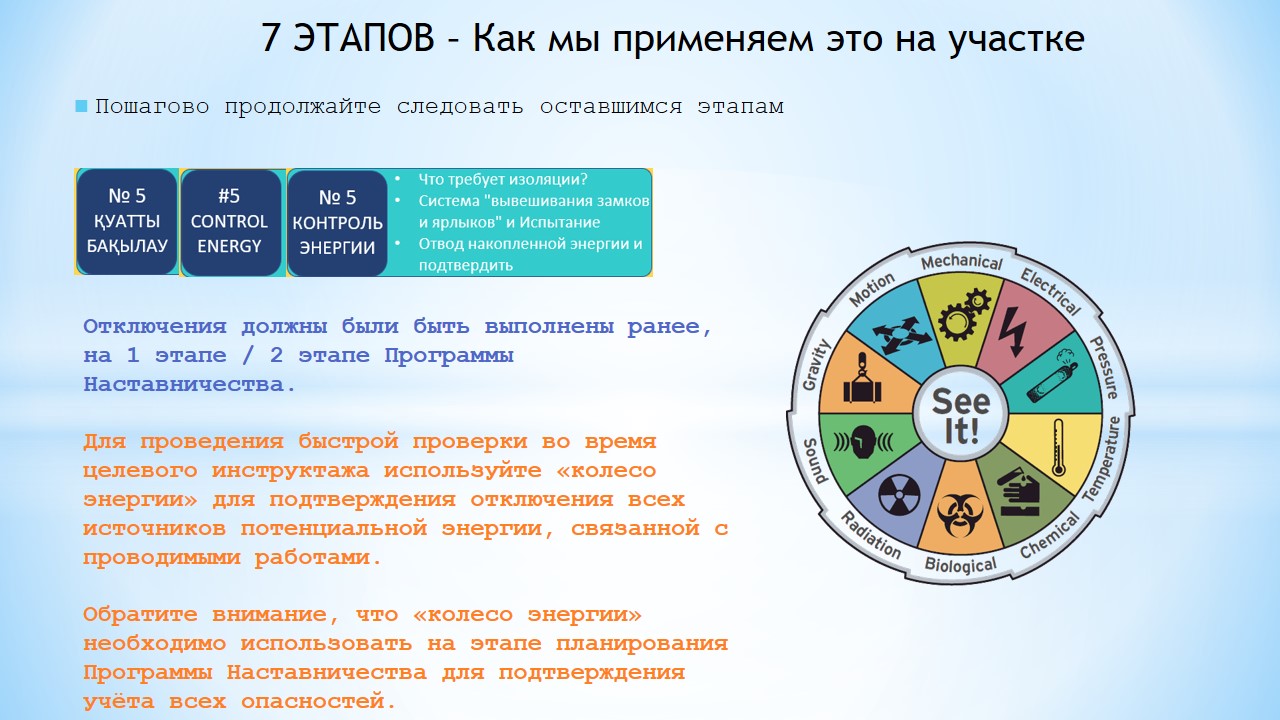 7 ЭТАПОВ – Как мы применяем это на участке
Пошагово продолжайте следовать оставшимся этапам
№ 5
ҚУАТТЫ
БАҚЫЛАУ
#5
CONTROL
ENERGY
№ 5
КОНТРОЛЬ
ЭНЕРГИИ
• Что требует изоляции?
• Система "вывешивания замков
и ярлыков" и Испытание
• Отвод накопленной энергии и
подтвердить
Отключения должны были быть выполнены ранее,
на 1 этапе / 2 этапе Программы
Наставничества.
Для проведения быстрой проверки во время
целевого инструктажа используйте «колесо
энергии» для подтверждения отключения всех
источников потенциальной энергии, связанной с
проводимыми работами.
Обратите внимание, что «колесо энергии»
необходимо использовать на этапе планирования
Программы Наставничества для подтверждения
учёта всех опасностей.
Mechanical
Electrical
Pressure
Temperature
Chemical
Biological
Radiation
Sound
Gravity
Motion
See
It!